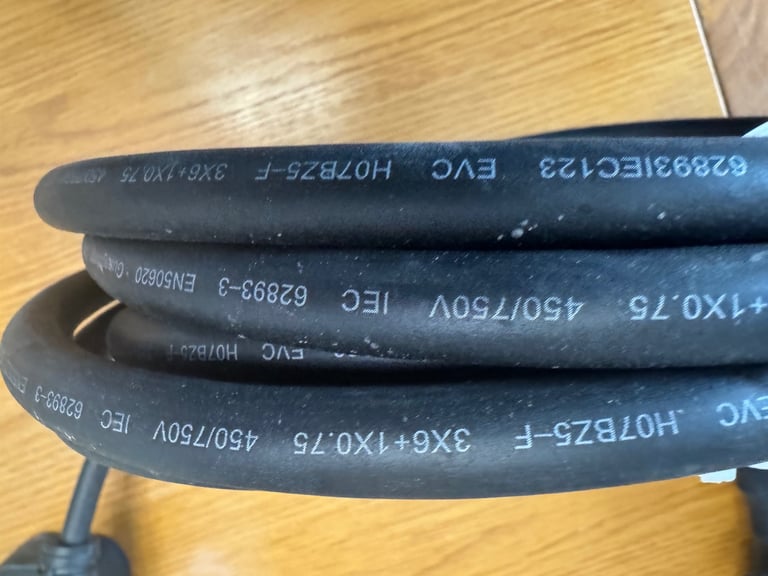 EVC H07BZ5-F 3X6+1X0.75 450/750V IEC 62893-3
EVC H07BZ5-F
+1X0.75 450/750V IEC 62893-3 EN50620
62893IEC123 EVC H07BZ5-F 3X6+1X0.75